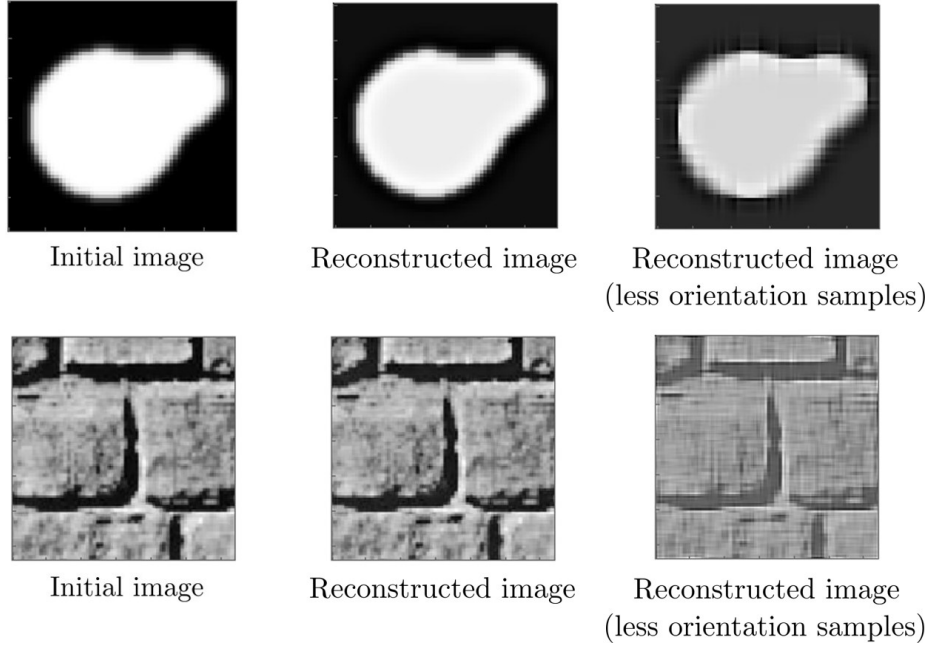 Initial image
Reconstructed image
Reconstructed image
(less orientation samples)
Initial image
Reconstructed image
Reconstructed image
(less orientation samples)